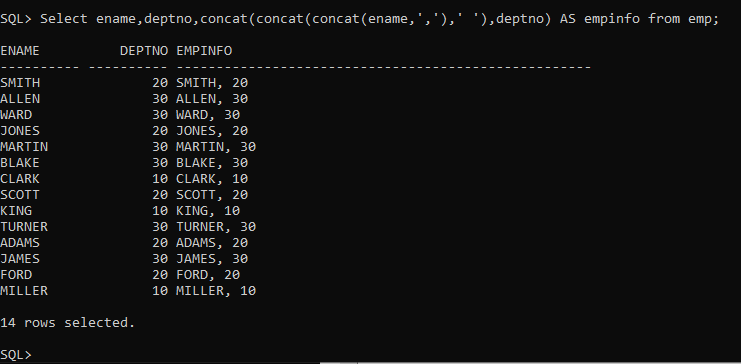 SQL> Select ename,deptno,concat(concat(concat(ename,','),' '),deptno) AS empinfo from emp;
ENAME          DEPTNO EMPINFO
---------- ---------- ----------------------------------------------------
SMITH              20 SMITH, 20
ALLEN              30 ALLEN, 30
WARD               30 WARD, 30
JONES              20 JONES, 20
MARTIN             30 MARTIN, 30
BLAKE              30 BLAKE, 30
CLARK              10 CLARK, 10
SCOTT              20 SCOTT, 20
KING               10 KING, 10
TURNER             30 TURNER, 30
ADAMS              20 ADAMS, 20
JAMES              30 JAMES, 30
FORD               20 FORD, 20
MILLER             10 MILLER, 10
14 rows selected.
SQL>